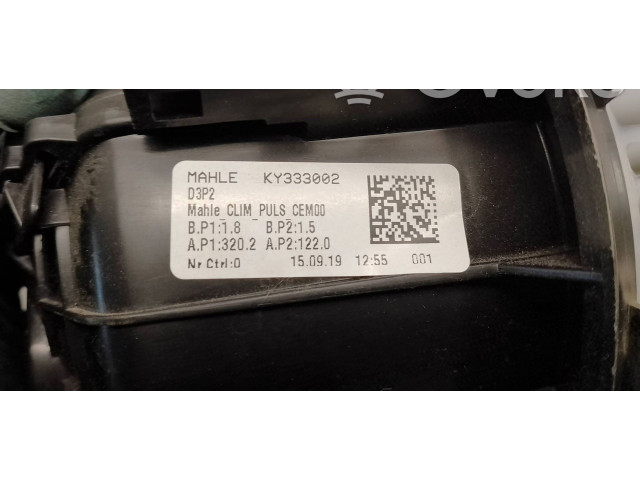 MAHLE KY333002
D3P2
Mahle CLIM_PULS CEM00
B.P1:1.8 B.P2:1.5
A.P1:320.2 A.P2:122.0
Nr Ctrl:0 15.09.19 12:55 001